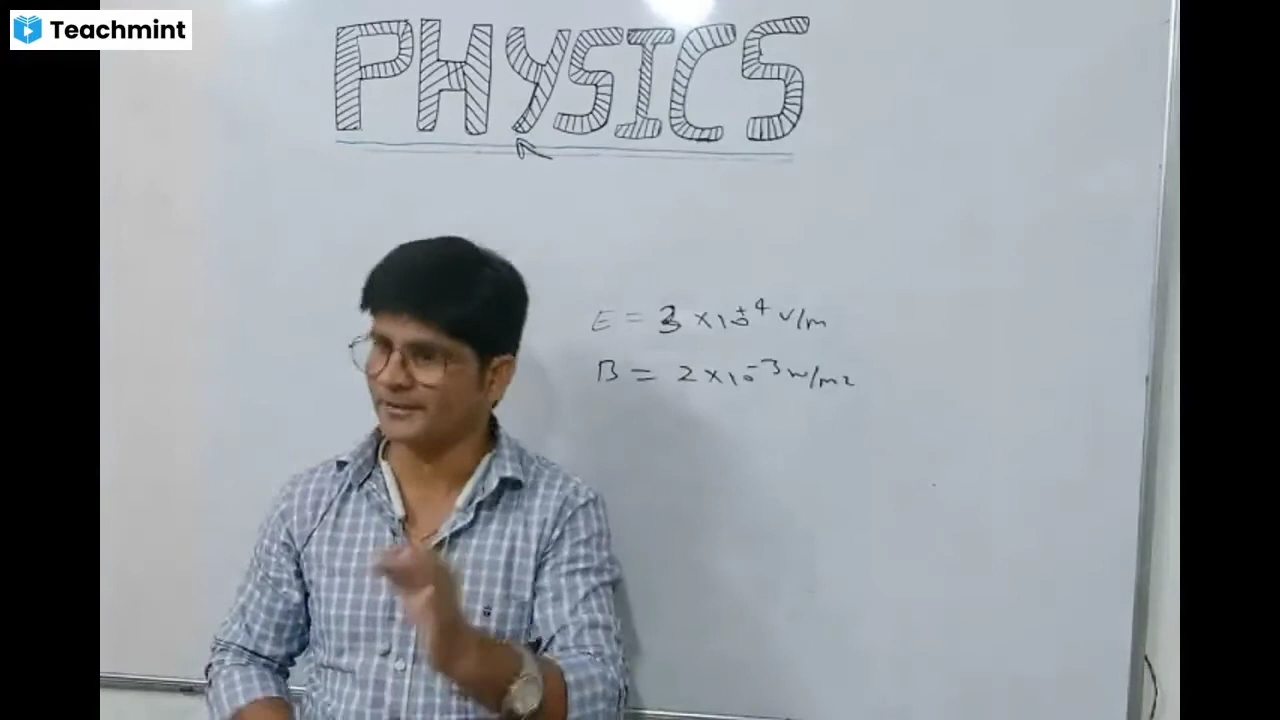 Teachmint
PHYSICS
E = 3 × 10⁺⁴ v/m
B = 2 × 10⁻³ w/m2